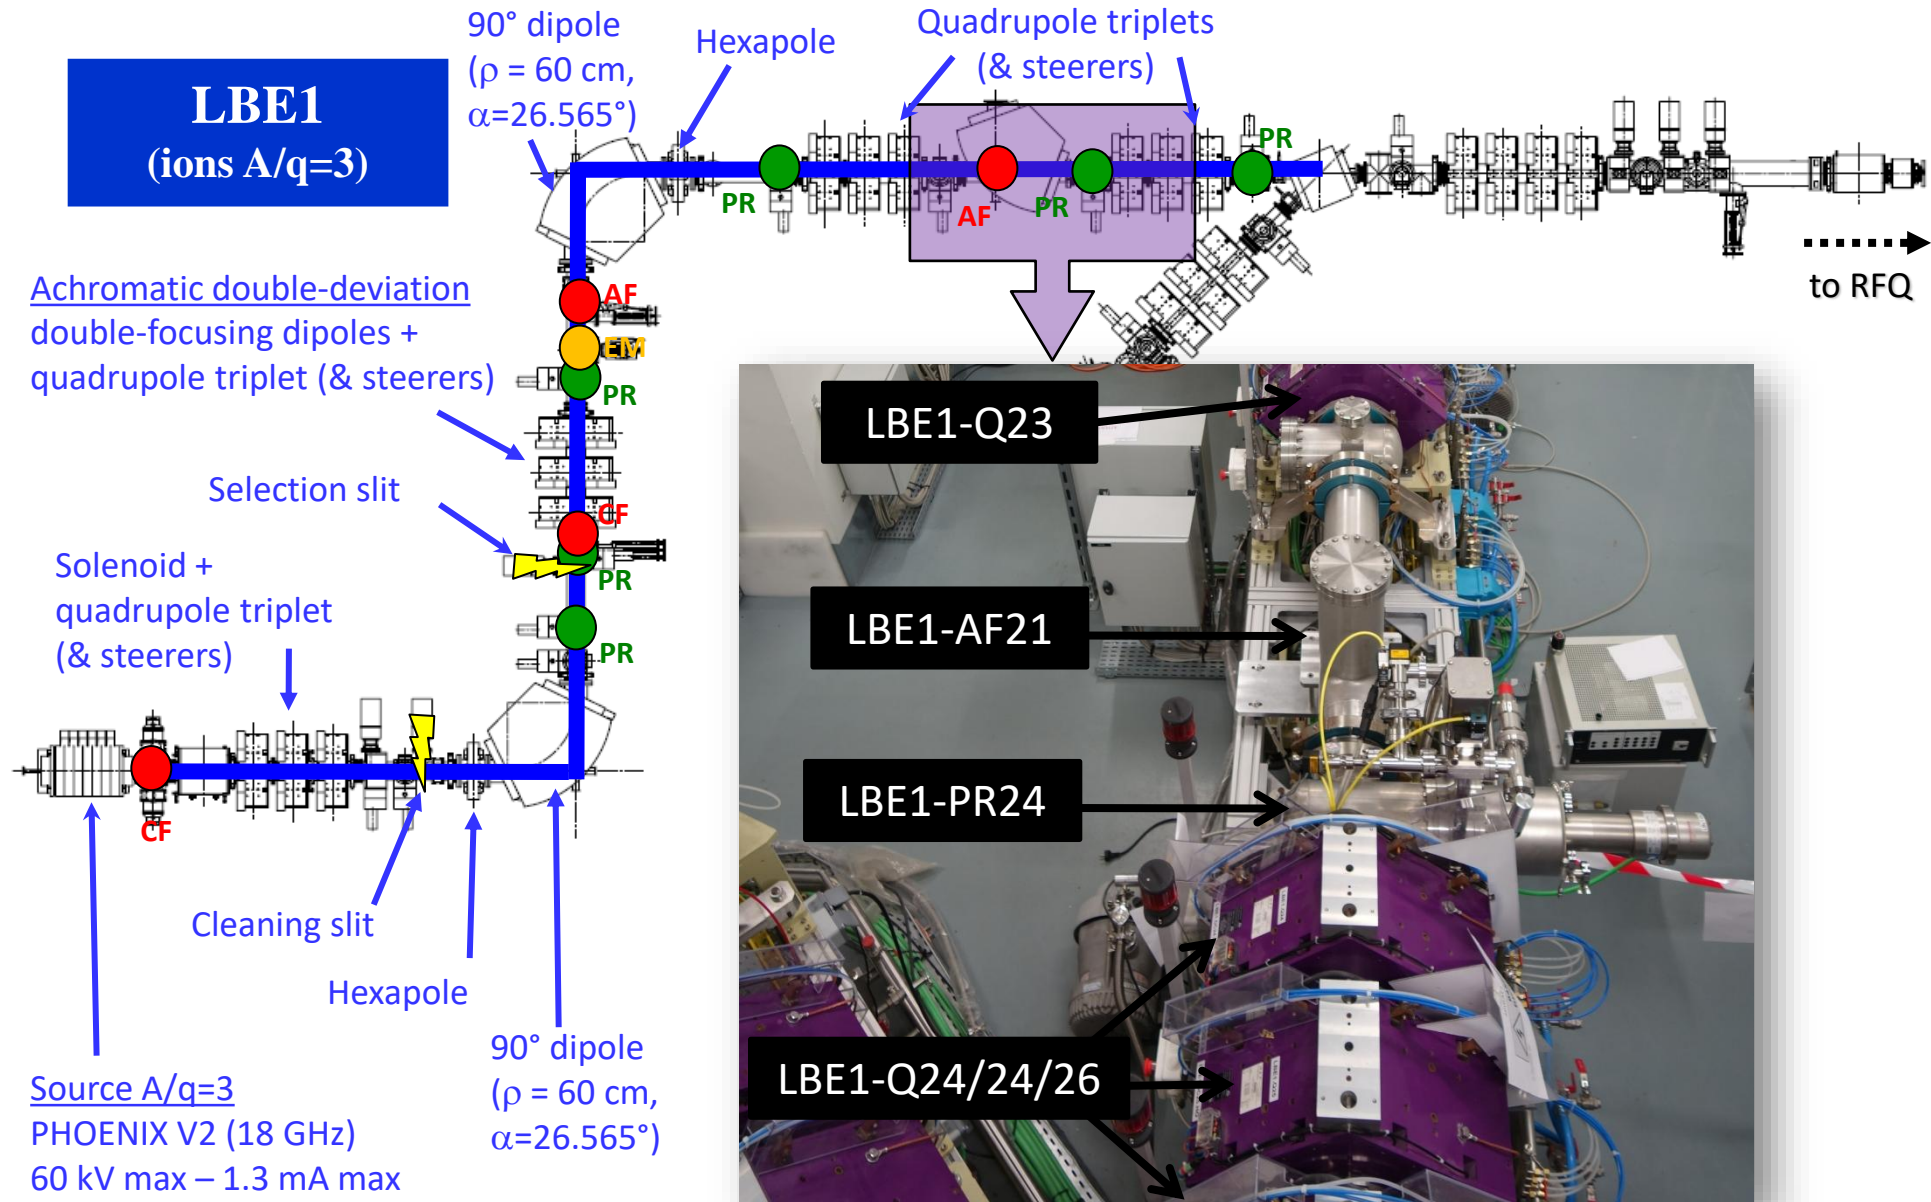 LBE1
(ions A/q=3)
90° dipole
(ρ = 60 cm,
α=26.565°)
Hexapole
Quadrupole triplets
(& steerers)
PR
AF
PR
PR
to RFQ
Achromatic double-deviation
double-focusing dipoles +
quadrupole triplet (& steerers)
AF
EM
PR
Selection slit
CF
PR
Solenoid +
quadrupole triplet
(& steerers)
PR
CF
Cleaning slit
Hexapole
90° dipole
(ρ = 60 cm,
α=26.565°)
Source A/q=3
PHOENIX V2 (18 GHz)
60 kV max – 1.3 mA max
LBE1-Q23
LBE1-AF21
LBE1-PR24
LBE1-Q24/24/26